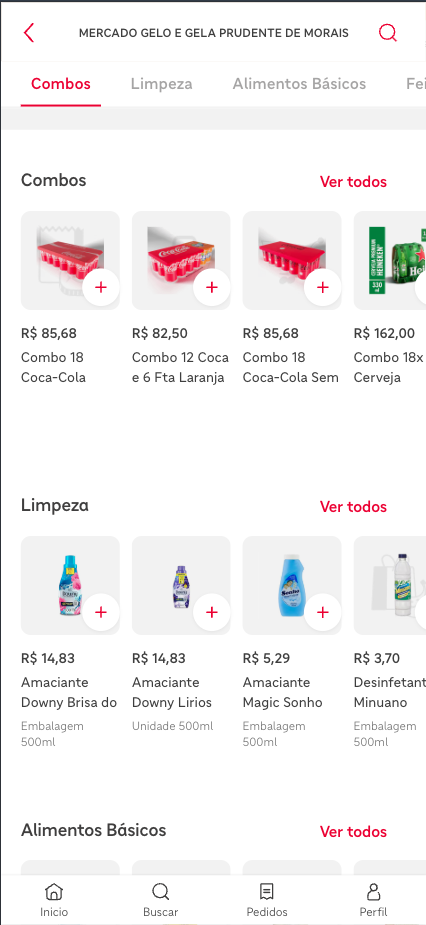 MERCADO GELO E GELA PRUDENTE DE MORAIS
Combos Limpeza Alimentos Básicos Fei
Combos Ver todos
R$ 85,68 R$ 82,50 R$ 85,68 R$ 162,00
Combo 18 Combo 12 Coca Combo 18 Combo 18x
Coca-Cola e 6 Fta Laranja Coca-Cola Sem Cerveja
Limpeza Ver todos
R$ 14,83 R$ 14,83 R$ 5,29 R$ 3,70
Amaciante Amaciante Amaciante Desinfetant
Downy Brisa do Downy Lirios Magic Sonho Minuano
Embalagem Unidade 500ml Embalagem Embalagem
500ml 500ml 500ml
Alimentos Básicos Ver todos
Inicio Buscar Pedidos Perfil